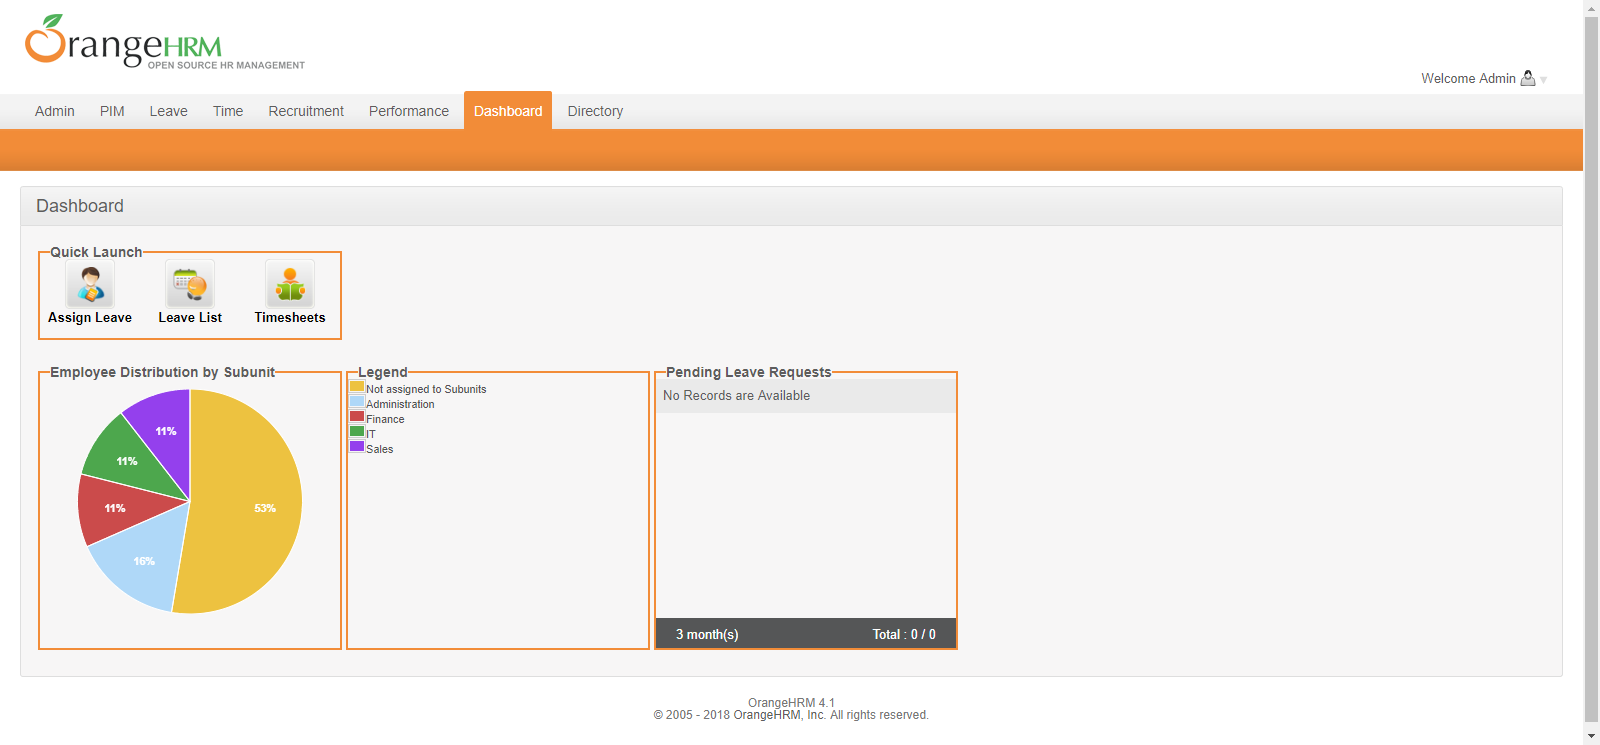 OrangeHRM
OPEN SOURCE HR MANAGEMENT
Welcome Admin
Admin PIM Leave Time Recruitment Performance Dashboard Directory
Dashboard
Quick Launch
Assign Leave Leave List Timesheets
Employee Distribution by Subunit
11%
11%
11%
53%
16%
Legend
Not assigned to Subunits
Administration
Finance
IT
Sales
Pending Leave Requests
No Records are Available
3 month(s) Total : 0 / 0
OrangeHRM 4.1
© 2005 - 2018 OrangeHRM, Inc. All rights reserved.